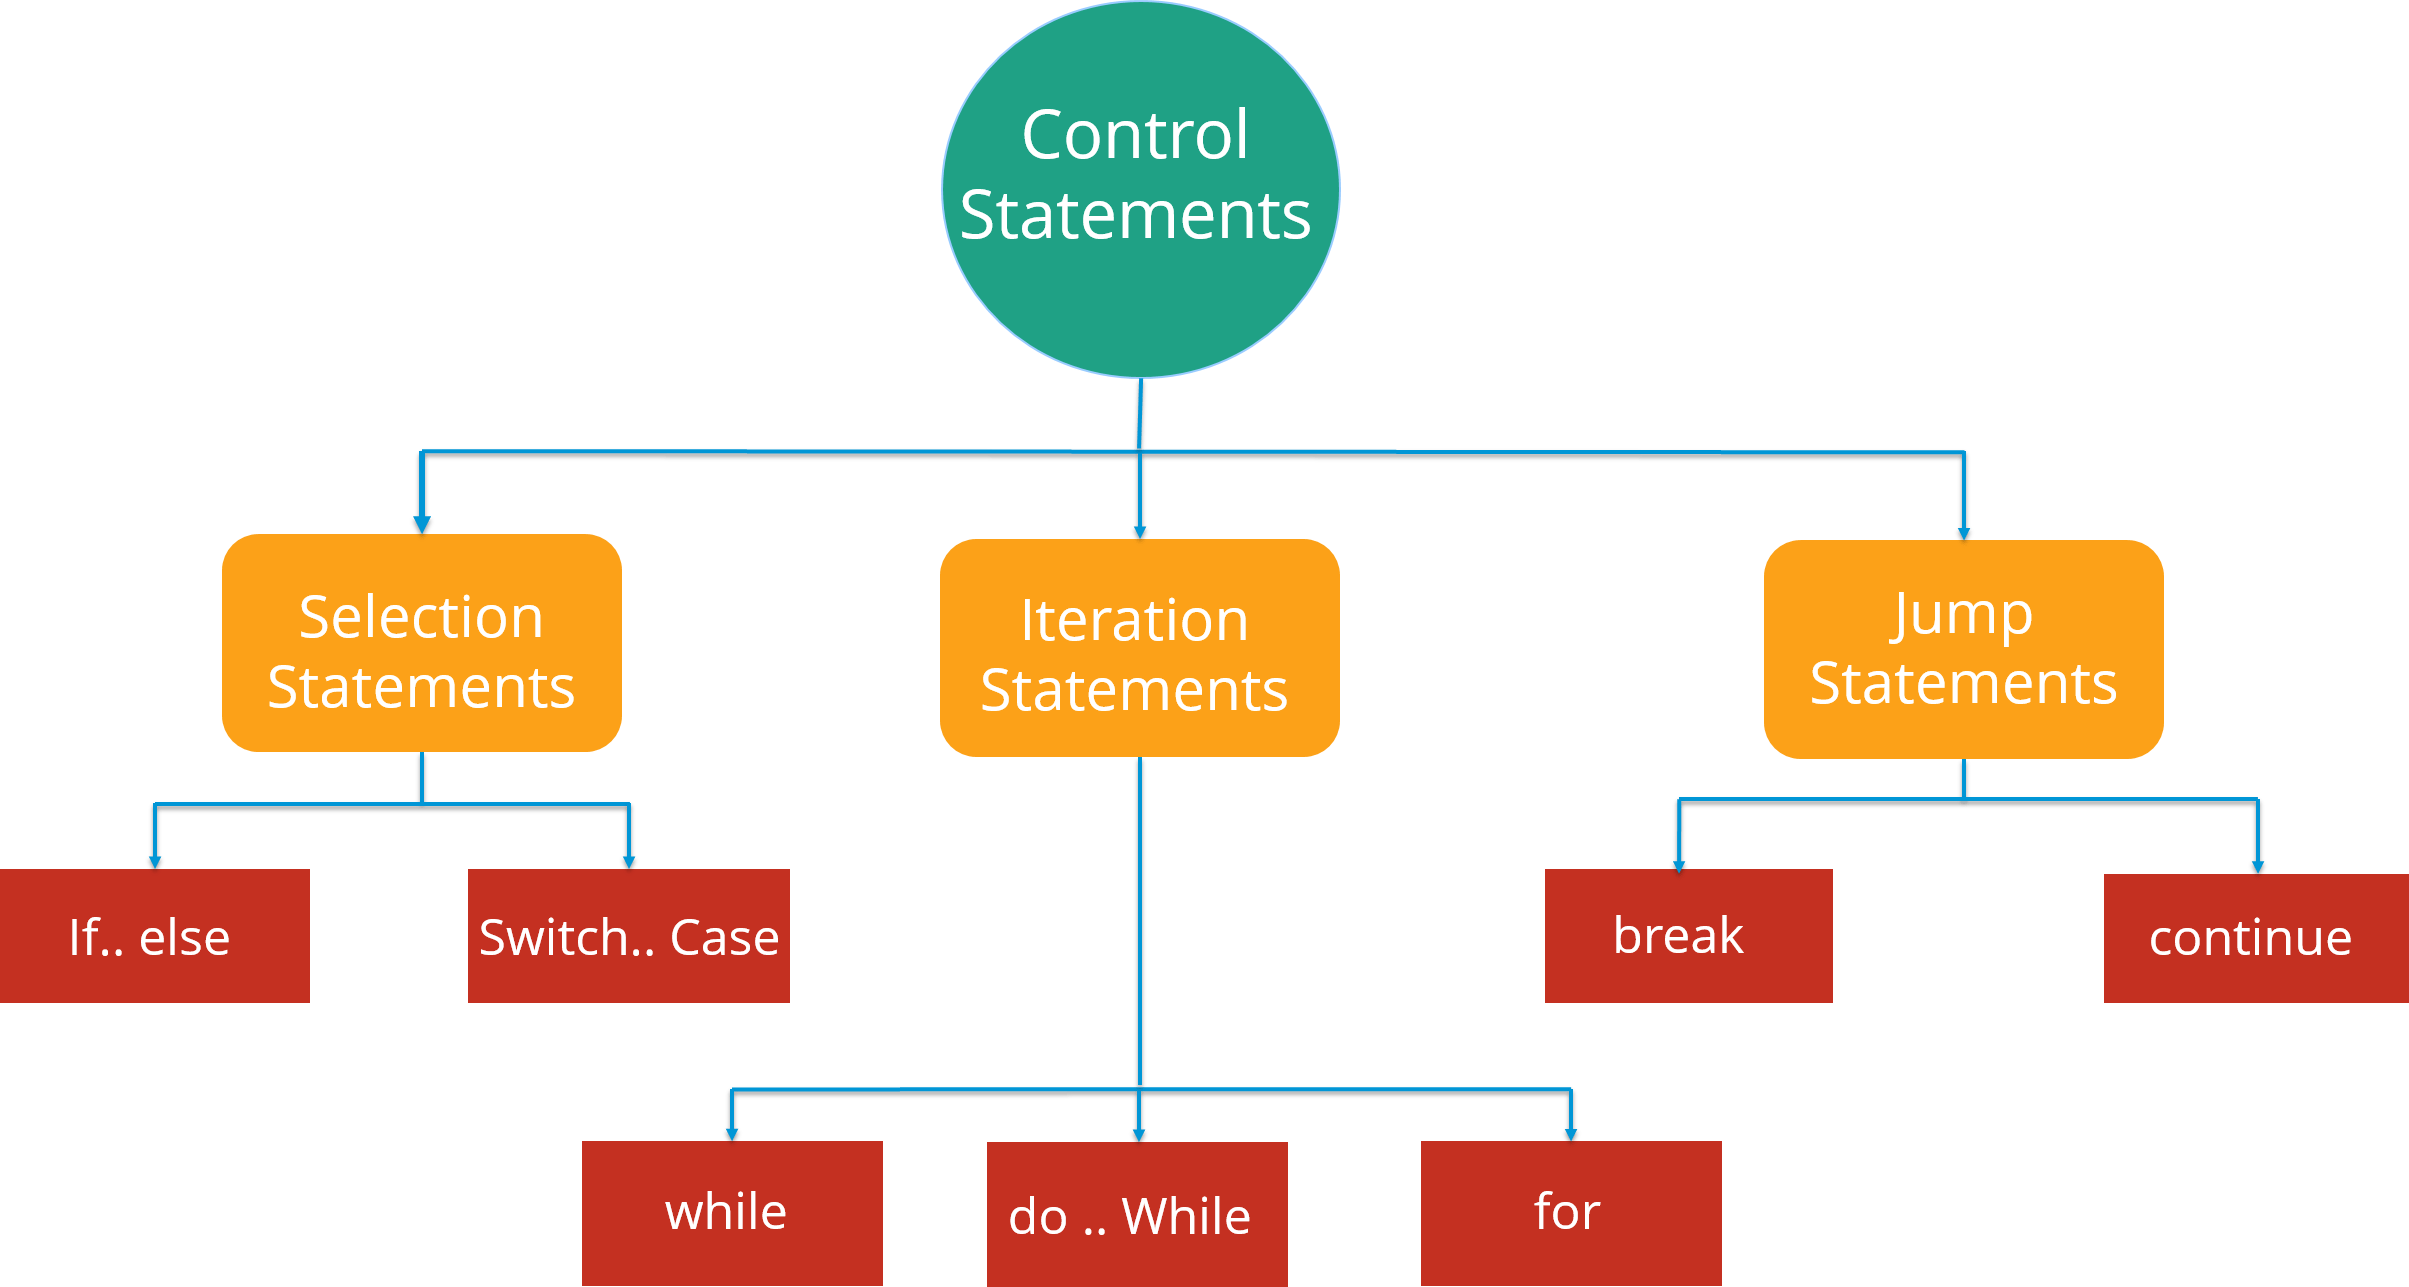 Control
Statements
Selection
Statements
Iteration
Statements
Jump
Statements
If.. else
Switch.. Case
break
continue
while
do .. While
for